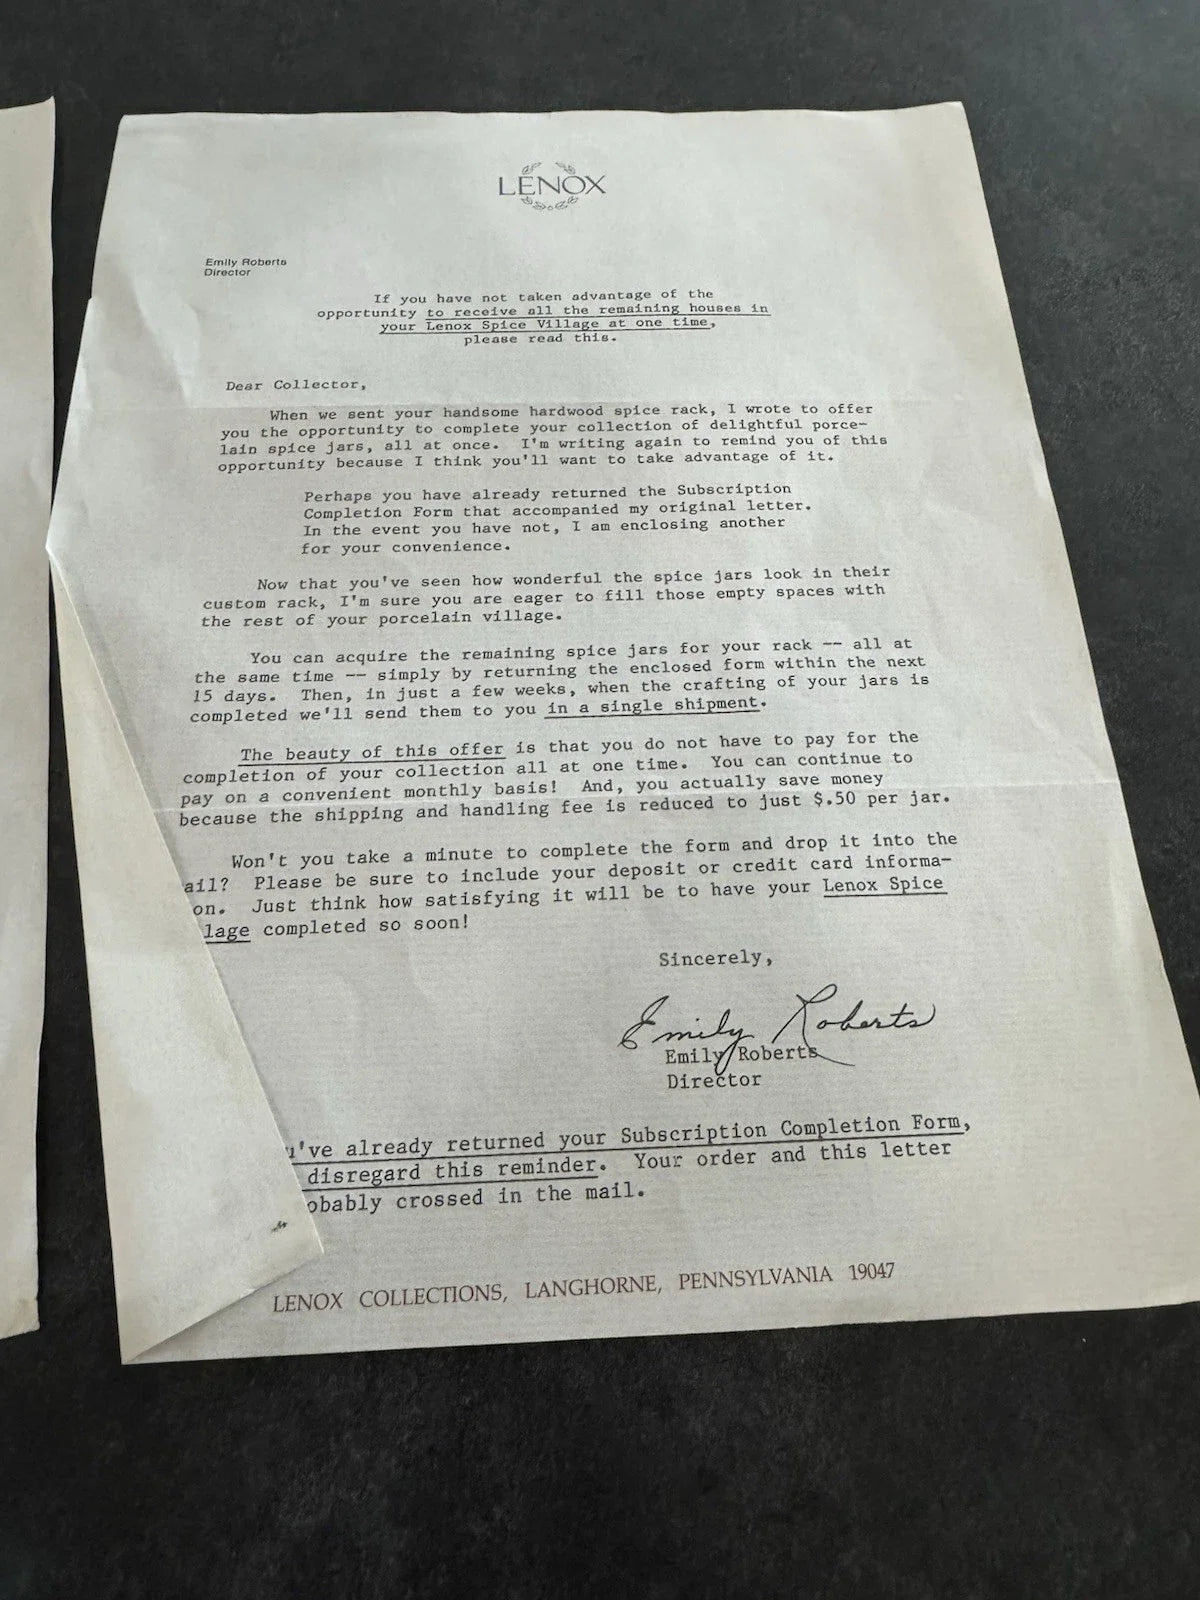 LENOX
Emily Roberts
Director
If you have not taken advantage of the
opportunity to receive all the remaining houses in
your Lenox Spice Village at one time,
please read this.
Dear Collector,
When we sent your handsome hardwood spice rack, I wrote to offer
you the opportunity to complete your collection of delightful porce-
lain spice jars, all at once. I'm writing again to remind you of this
opportunity because I think you'll want to take advantage of it.
Perhaps you have already returned the Subscription
Completion Form that accompanied my original letter.
In the event you have not, I am enclosing another
for your convenience.
Now that you've seen how wonderful the spice jars look in their
custom rack, I'm sure you are eager to fill those empty spaces with
the rest of your porcelain village.
You can acquire the remaining spice jars for your rack -- all at
the same time -- simply by returning the enclosed form within the next
15 days. Then, in just a few weeks, when the crafting of your jars is
completed we'll send them to you in a single shipment.
The beauty of this offer is that you do not have to pay for the
completion of your collection all at one time. You can continue to
pay on a convenient monthly basis! And, you actually save money
because the shipping and handling fee is reduced to just $.50 per jar.
Won't you take a minute to complete the form and drop it into the
ail? Please be sure to include your deposit or credit card informa-
on. Just think how satisfying it will be to have your Lenox Spice
lage completed so soon!
Sincerely,
Emily Roberts
Emily Roberts
Director
u've already returned your Subscription Completion Form,
disregard this reminder. Your order and this letter
obably crossed in the mail.
LENOX COLLECTIONS, LANGHORNE, PENNSYLVANIA 19047